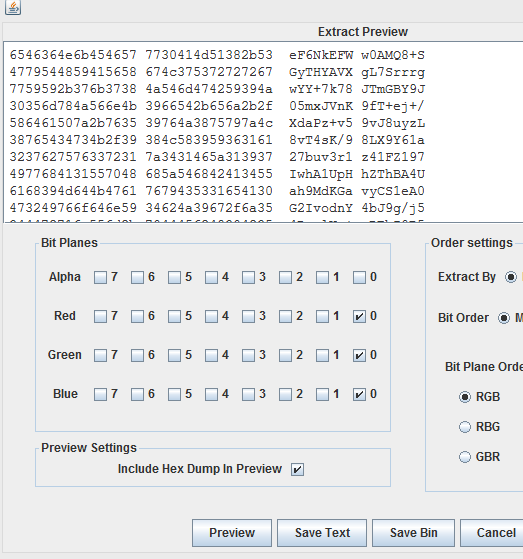 Extract Preview
6546364e6b454657 7730414d51382b53 eF6NkEFW w0AMQ8+S
4779544859415658 674c375372727267 GyTHYAVX gL7Srrrg
7759592b376b3738 4a546d474259394a wYY+7k78 JTmGBY9J
30356d784a566e4b 3966542b656a2b2f 05mxJVnK 9fT+ej+/
586461507a2b7635 39764a3875797a4c XdaPz+v5 9vJ8uyzL
38765434734b2f39 384c583959363161 8vT4sK/9 8LX9Y61a
3237627576337231 7a3431465a313937 27buv3r1 z41FZ197
4977684131557048 685a546842413455 IwhA1UpH hZThBA4U
6168394d644b4761 7679435331654130 ah9MdKGa vyCS1eA0
473249766f646e59 34624a39672f6a35 G2IvodnY 4bJ9g/j5
Bit Planes
Order settings
Alpha 7 6 5 4 3 2 1 0
Extract By
Red 7 6 5 4 3 2 1 0
Bit Order M
Green 7 6 5 4 3 2 1 0
Bit Plane Orde
Blue 7 6 5 4 3 2 1 0
RGB
RBG
GBR
Preview Settings
Include Hex Dump In Preview
Preview Save Text Save Bin Cancel